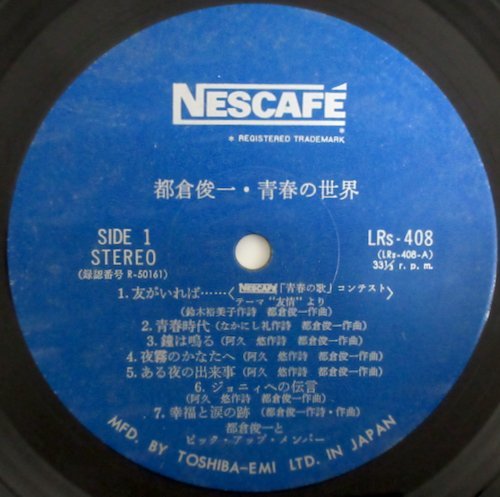 NESCAFÉ
* REGISTERED TRADEMARK
都倉俊一・青春の世界
SIDE 1
STEREO
(録認番号 R-50161)
LRs-408
(LRs-408-A)
33⅓ r. p. m.
1. 友がいれば……〈NESCAFÉ「青春の歌」コンテスト〉
テーマ“友情”より
(鈴木裕美子作詩 都倉俊一作曲)
2. 青春時代 (なかにし礼作詩 都倉俊一作曲)
3. 鐘は鳴る (阿久 悠作詩 都倉俊一作曲)
4. 夜霧のかなたへ (阿久 悠作詩 都倉俊一作曲)
5. ある夜の出来事 (阿久 悠作詩 都倉俊一作曲)
6. ジョニィへの伝言
(阿久 悠作詩 都倉俊一作曲)
7. 幸福と涙の跡 (都倉俊一作詩・作曲)
都倉俊一と
ピック・アップ・メンバー
MFD. BY TOSHIBA-EMI LTD. IN JAPAN